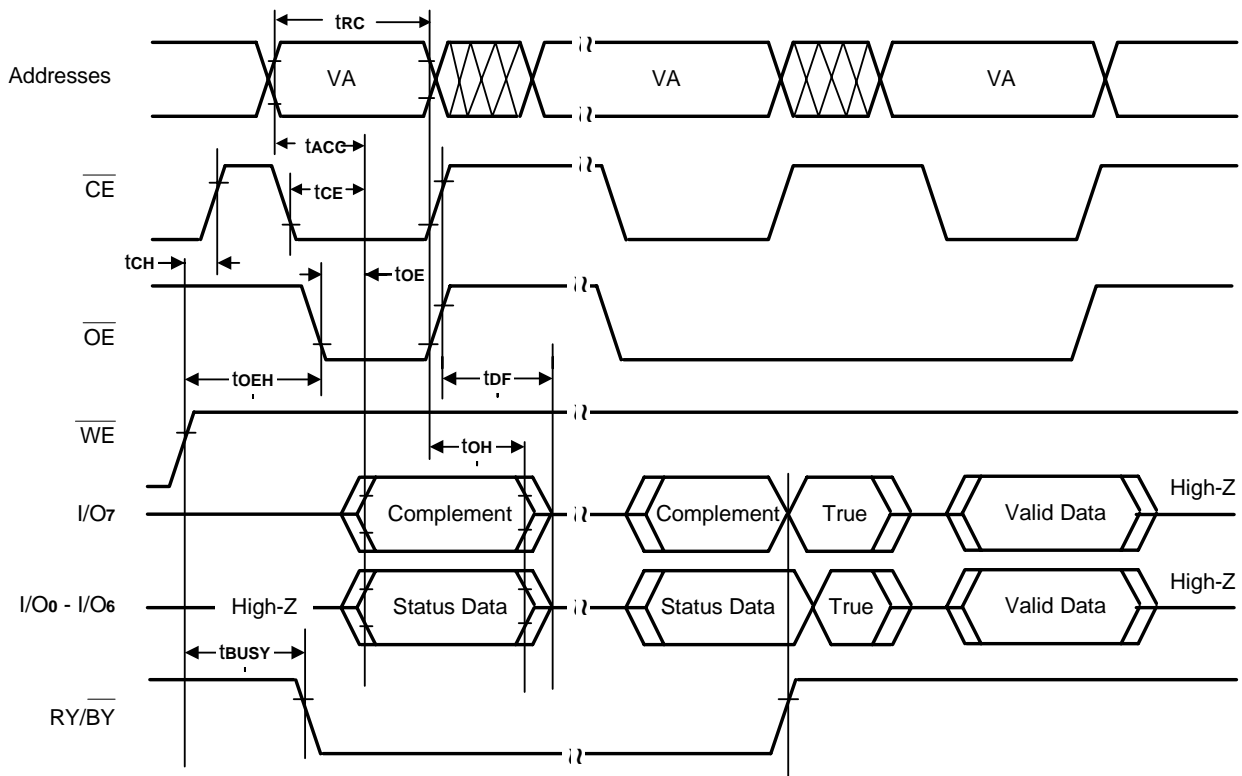 tRC
Addresses VA VA VA
tACC
CE
tCE
tCH
tOE
OE
tOEH tDF
WE
tOH
High-Z
I/O7 Complement Complement True Valid Data
High-Z
I/O0 - I/O6 High-Z Status Data Status Data True Valid Data
tBUSY
RY/BY